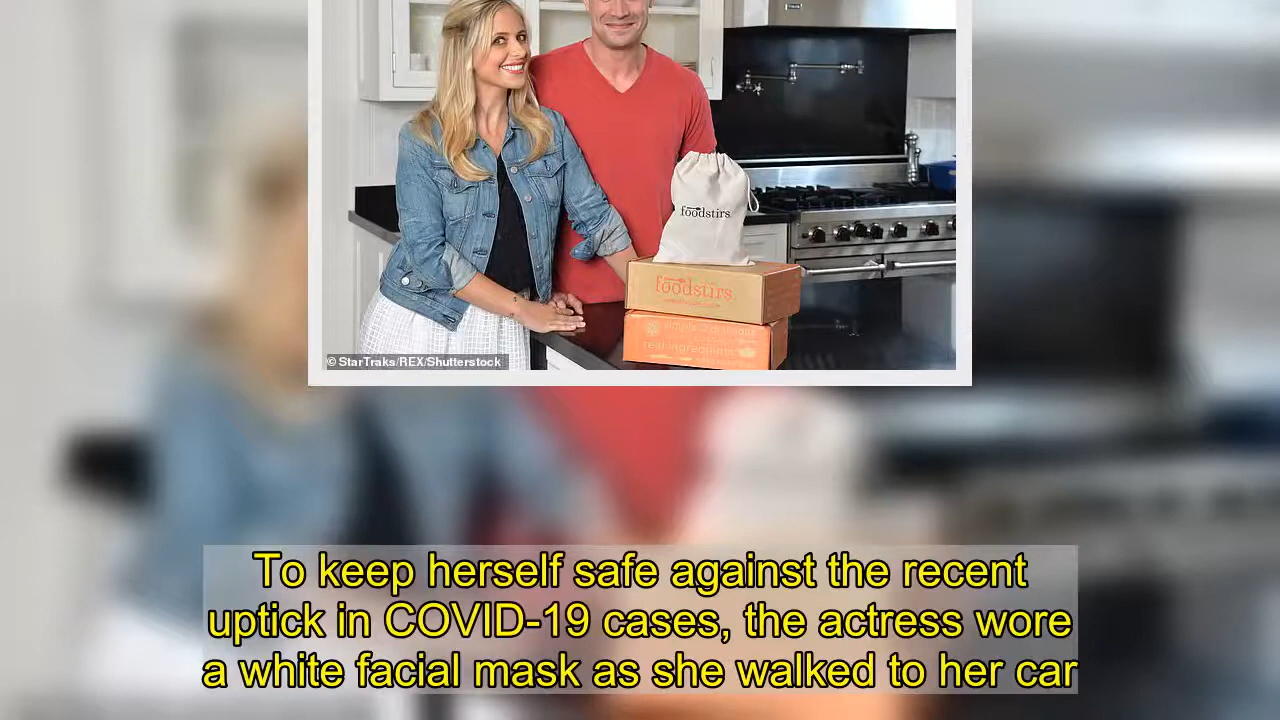 foodstirs
foodstirs
real ingredients
© StarTraks/REX/Shutterstock
To keep herself safe against the recent
uptick in COVID-19 cases, the actress wore
a white facial mask as she walked to her car